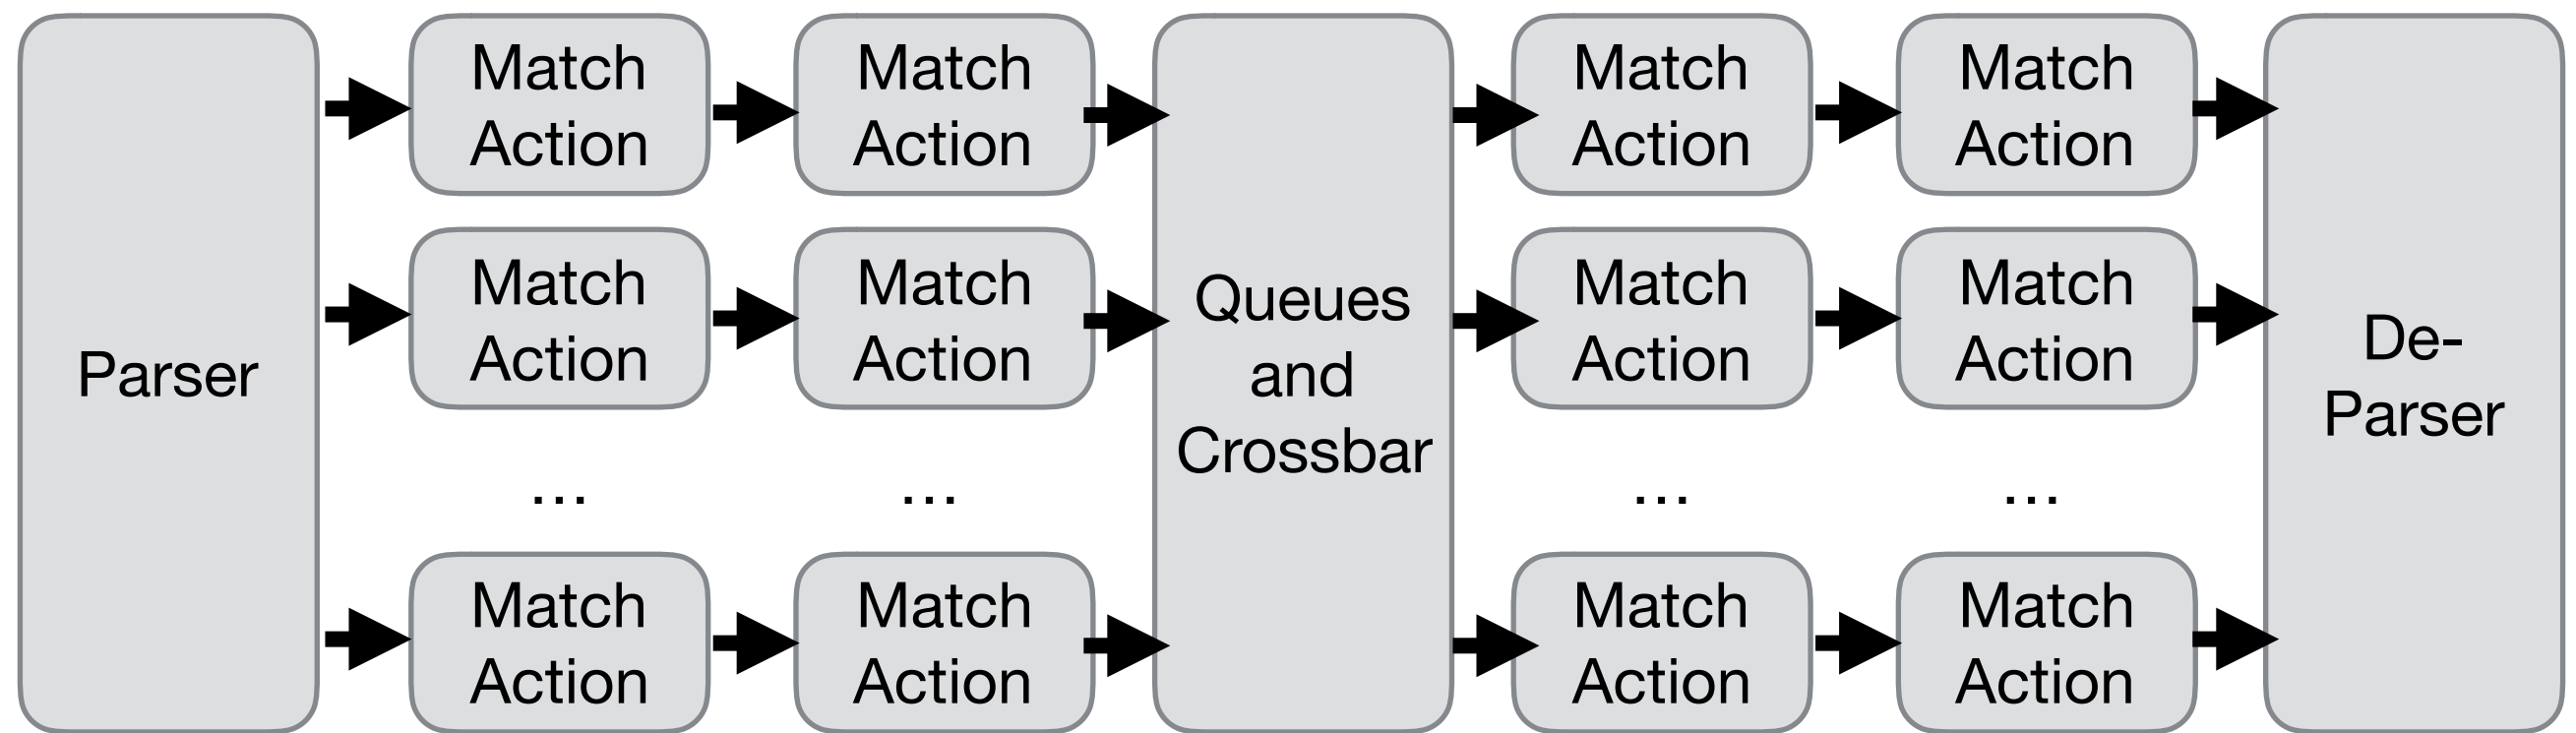 Parser
Match
Action
Match
Action
Match
Action
Match
Action
...
...
Match
Action
Match
Action
Queues
and
Crossbar
Match
Action
Match
Action
Match
Action
Match
Action
...
...
Match
Action
Match
Action
De-
Parser